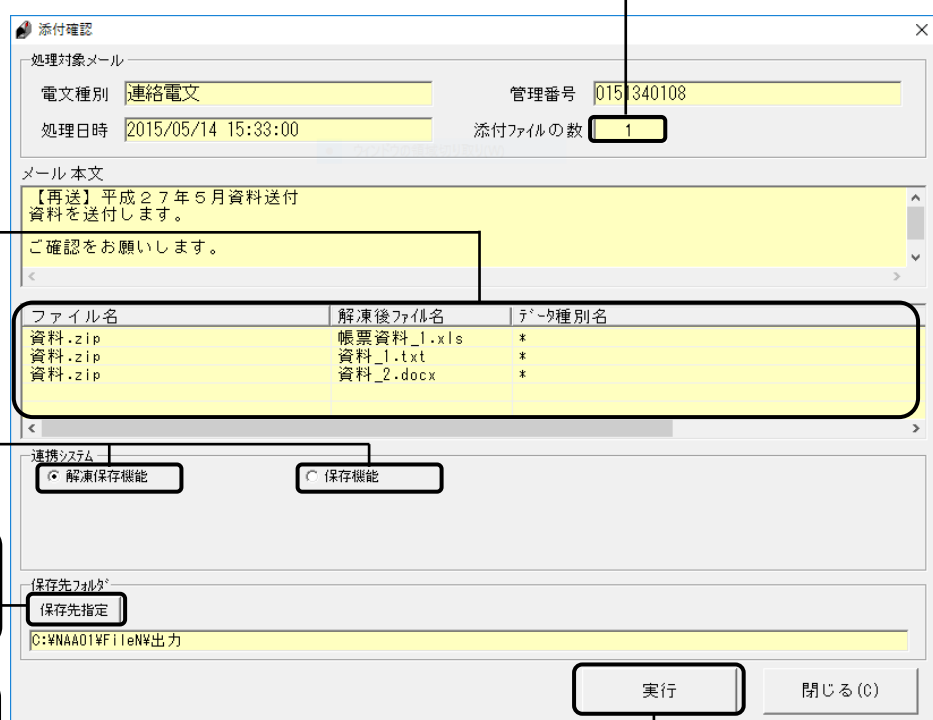 添付確認
処理対象メール
電文種別 連絡電文 管理番号 0151340108
処理日時 2015/05/14 15:33:00 添付ファイルの数 1
メール本文
【再送】平成27年5月資料送付
資料を送付します。
ご確認をお願いします。
ファイル名 解凍後ファイル名 データ種別名
資料.zip 帳票資料_1.xls *
資料.zip 資料_1.txt *
資料.zip 資料_2.docx *
連携システム
解凍保存機能 保存機能
保存先フォルダ
保存先指定
C:¥NAA01¥FileN¥出力
実行 閉じる(C)